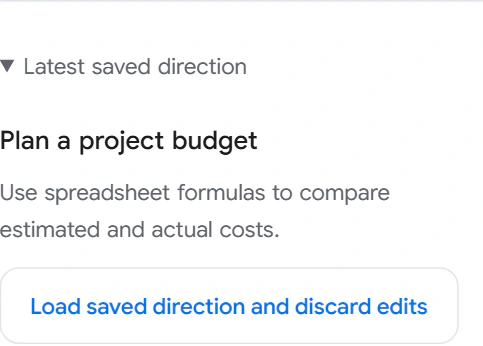 Latest saved direction
Plan a project budget
Use spreadsheet formulas to compare
estimated and actual costs.
Load saved direction and discard edits